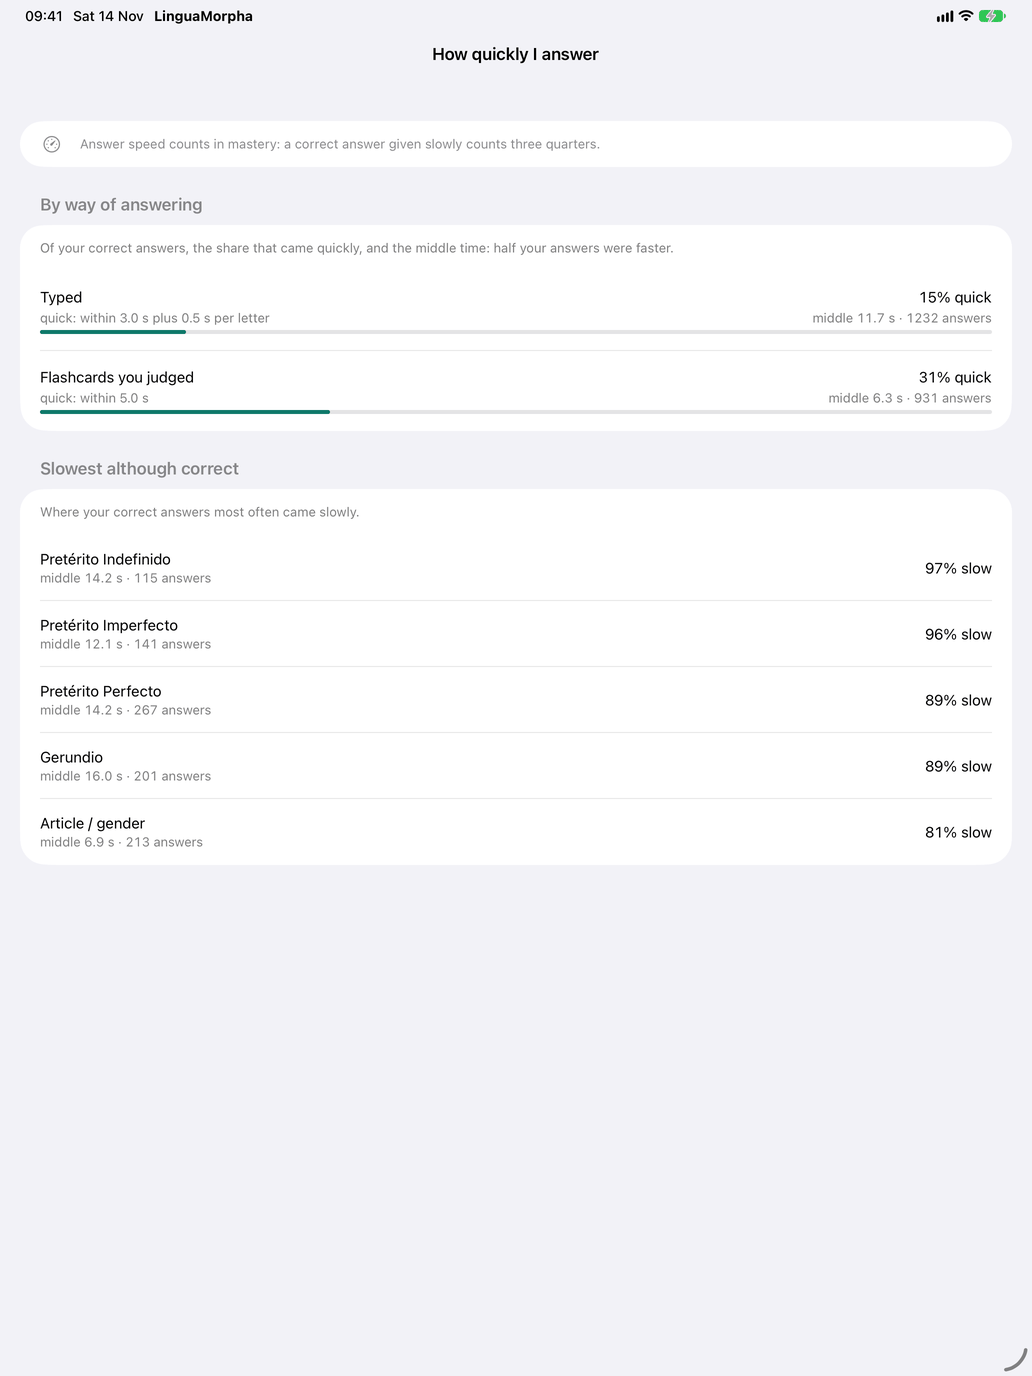 09:41 Sat 14 Nov LinguaMorpha
How quickly I answer
Answer speed counts in mastery: a correct answer given slowly counts three quarters.
By way of answering
Of your correct answers, the share that came quickly, and the middle time: half your answers were faster.
Typed 15% quick
quick: within 3.0 s plus 0.5 s per letter middle 11.7 s · 1232 answers
Flashcards you judged 31% quick
quick: within 5.0 s middle 6.3 s · 931 answers
Slowest although correct
Where your correct answers most often came slowly.
Pretérito Indefinido
middle 14.2 s · 115 answers
97% slow
Pretérito Imperfecto
middle 12.1 s · 141 answers
96% slow
Pretérito Perfecto
middle 14.2 s · 267 answers
89% slow
Gerundio
middle 16.0 s · 201 answers
89% slow
Article / gender
middle 6.9 s · 213 answers
81% slow